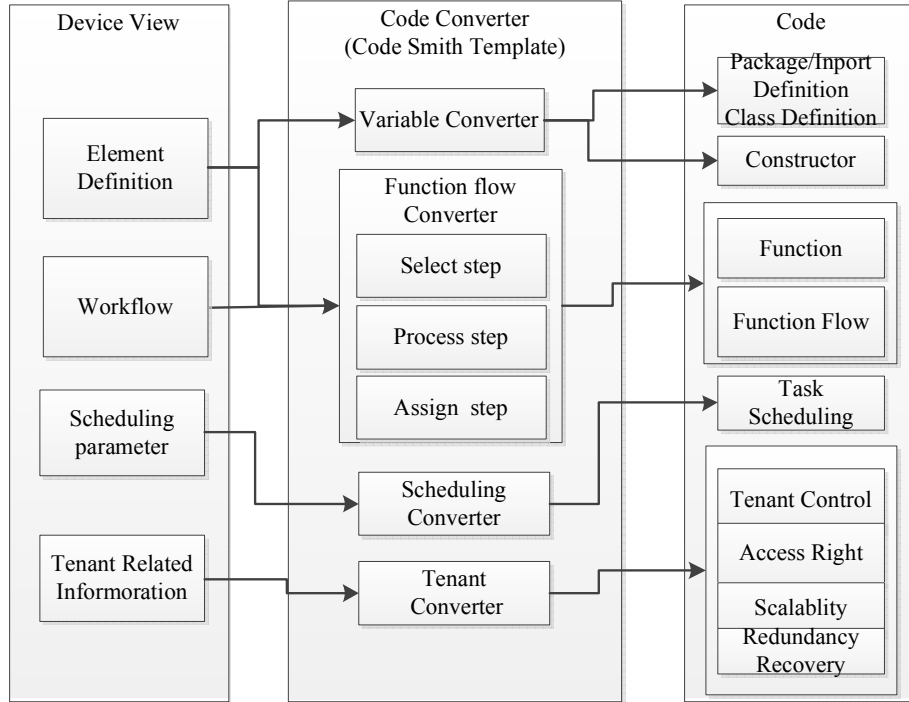 Device View
Element
Definition
Workflow
Scheduling
parameter
Tenant Related
Informoration
Code Converter
(Code Smith Template)
Variable Converter
Function flow
Converter
Select step
Process step
Assign step
Scheduling
Converter
Tenant
Converter
Code
Package/Inport
Definition
Class Definition
Constructor
Function
Function Flow
Task
Scheduling
Tenant Control
Access Right
Scalablity
Redundancy
Recovery